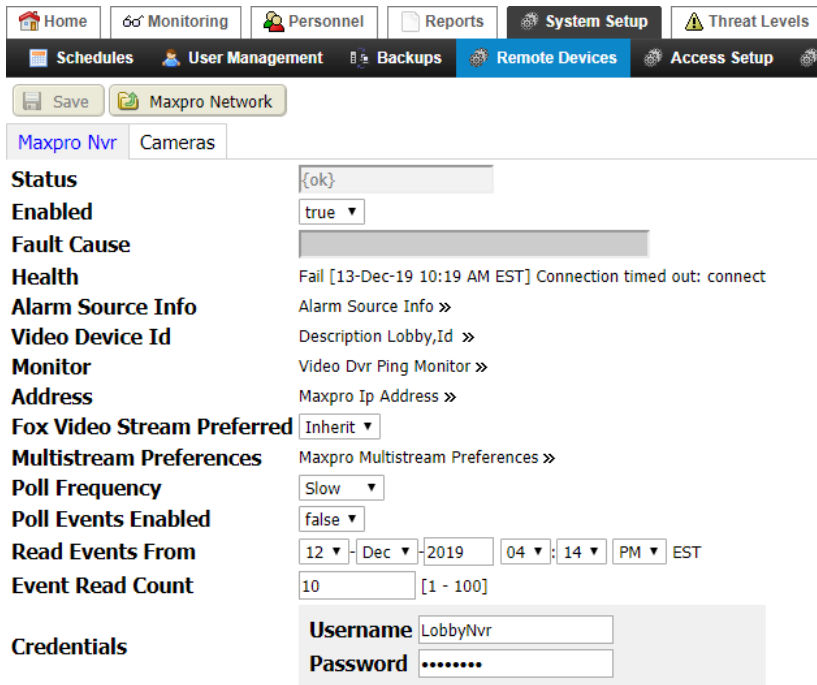 Home Monitoring Personnel Reports System Setup Threat Levels
Schedules User Management Backups Remote Devices Access Setup
Save Maxpro Network
Maxpro Nvr Cameras
Status {ok}
Enabled true
Fault Cause
Health Fail [13-Dec-19 10:19 AM EST] Connection timed out: connect
Alarm Source Info Alarm Source Info »
Video Device Id Description Lobby,Id »
Monitor Video Dvr Ping Monitor »
Address Maxpro Ip Address »
Fox Video Stream Preferred Inherit
Multistream Preferences Maxpro Multistream Preferences »
Poll Frequency Slow
Poll Events Enabled false
Read Events From 12 - Dec - 2019 04 : 14 PM EST
Event Read Count 10 [1 - 100]
Credentials
Username LobbyNvr
Password ••••••••